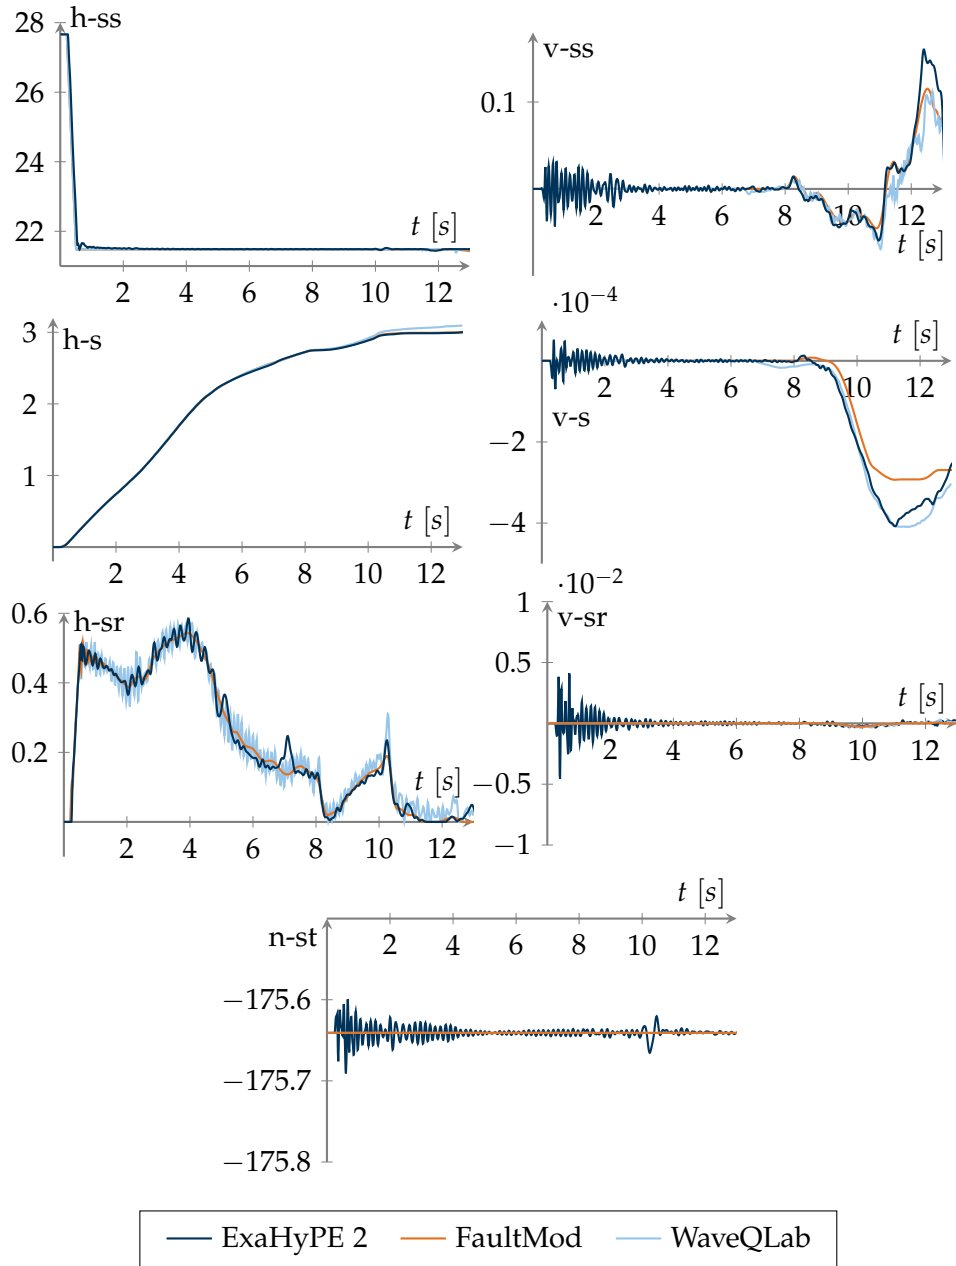 h-ss
28
26
24
22
t [s]
2 4 6 8 10 12
v-ss
0.1
2 4 6 8 10 12
t [s]
h-s
3
2
1
t [s]
2 4 6 8 10 12
·10−4
t [s]
2 4 6 8 10 12
v-s
−2
−4
h-sr
0.6
0.4
0.2
t [s]
2 4 6 8 10 12
·10−2
1
v-sr
0.5
t [s]
2 4 6 8 10 12
−0.5
−1
t [s]
n-st
2 4 6 8 10 12
−175.6
−175.7
−175.8
ExaHyPE 2 FaultMod WaveQLab